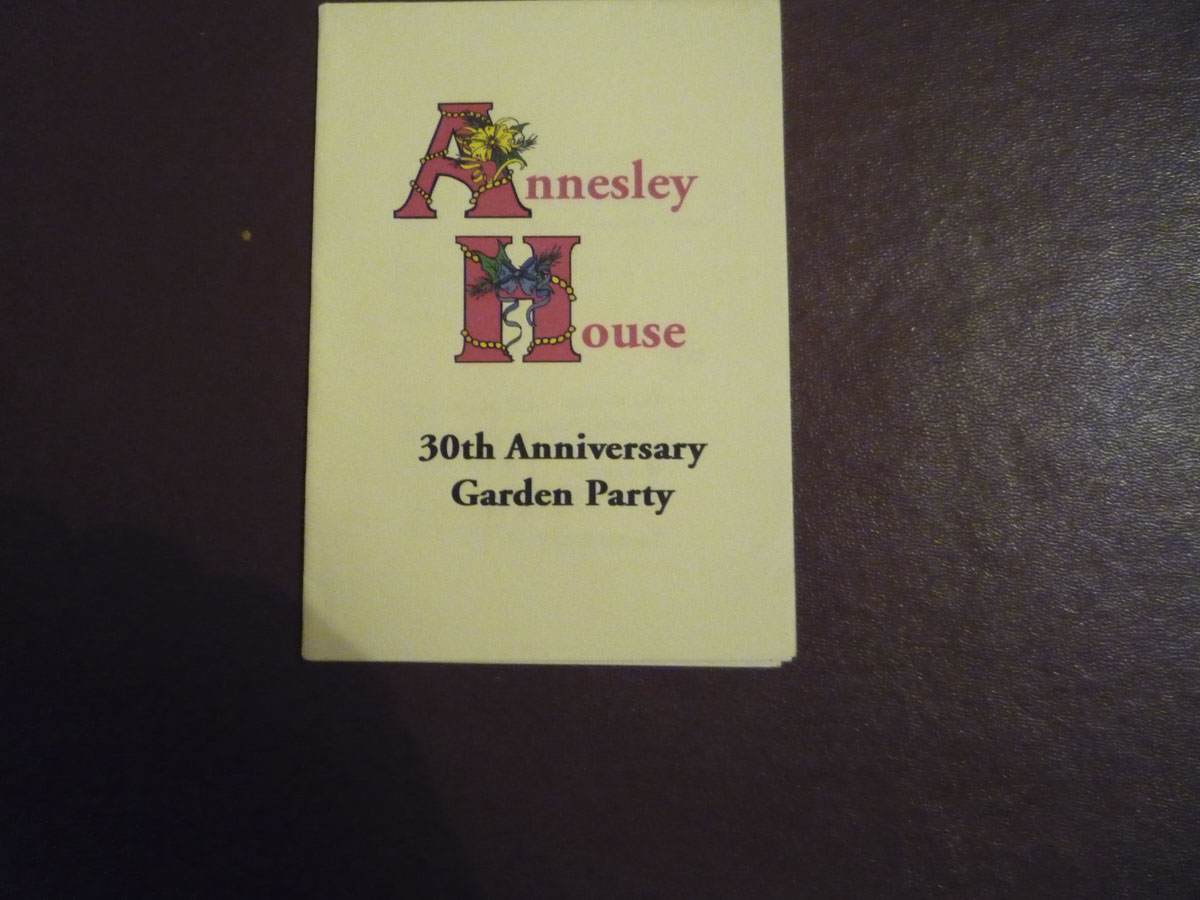 Annesley
House
30th Anniversary
Garden Party